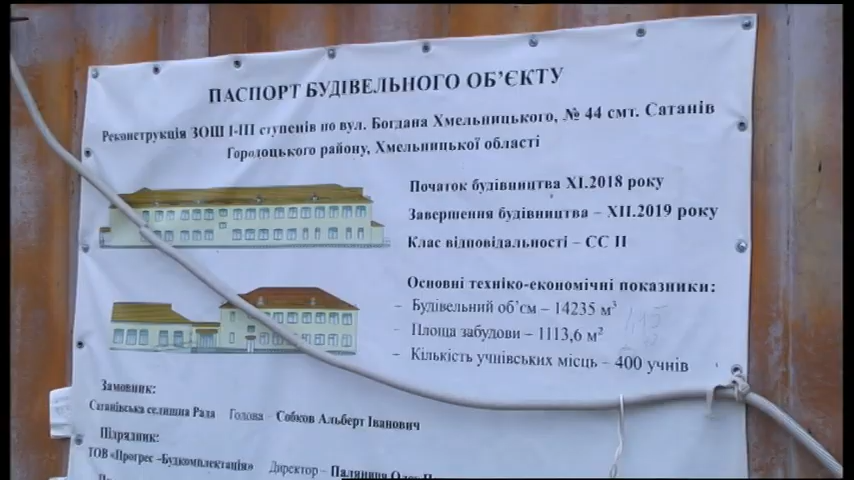 ПАСПОРТ БУДІВЕЛЬНОГО ОБ'ЄКТУ
Реконструкція ЗОШ І-ІІІ ступенів по вул. Богдана Хмельницького, № 44 смт. Сатанів
Городоцького району, Хмельницької області
Початок будівництва ХІ.2018 року
Завершення будівництва – ХІІ.2019 року
Клас відповідальності – СС ІІ
Основні техніко-економічні показники:
– Будівельний об'єм – 14235 м³
– Площа забудови – 1113,6 м²
– Кількість учнівських місць – 400 учнів
Замовник:
Сатанівська селищна Рада Голова – Собков Альберт Іванович
Підрядник:
ТОВ «Прогрес –Будкомплектація» Директор – Паляниця